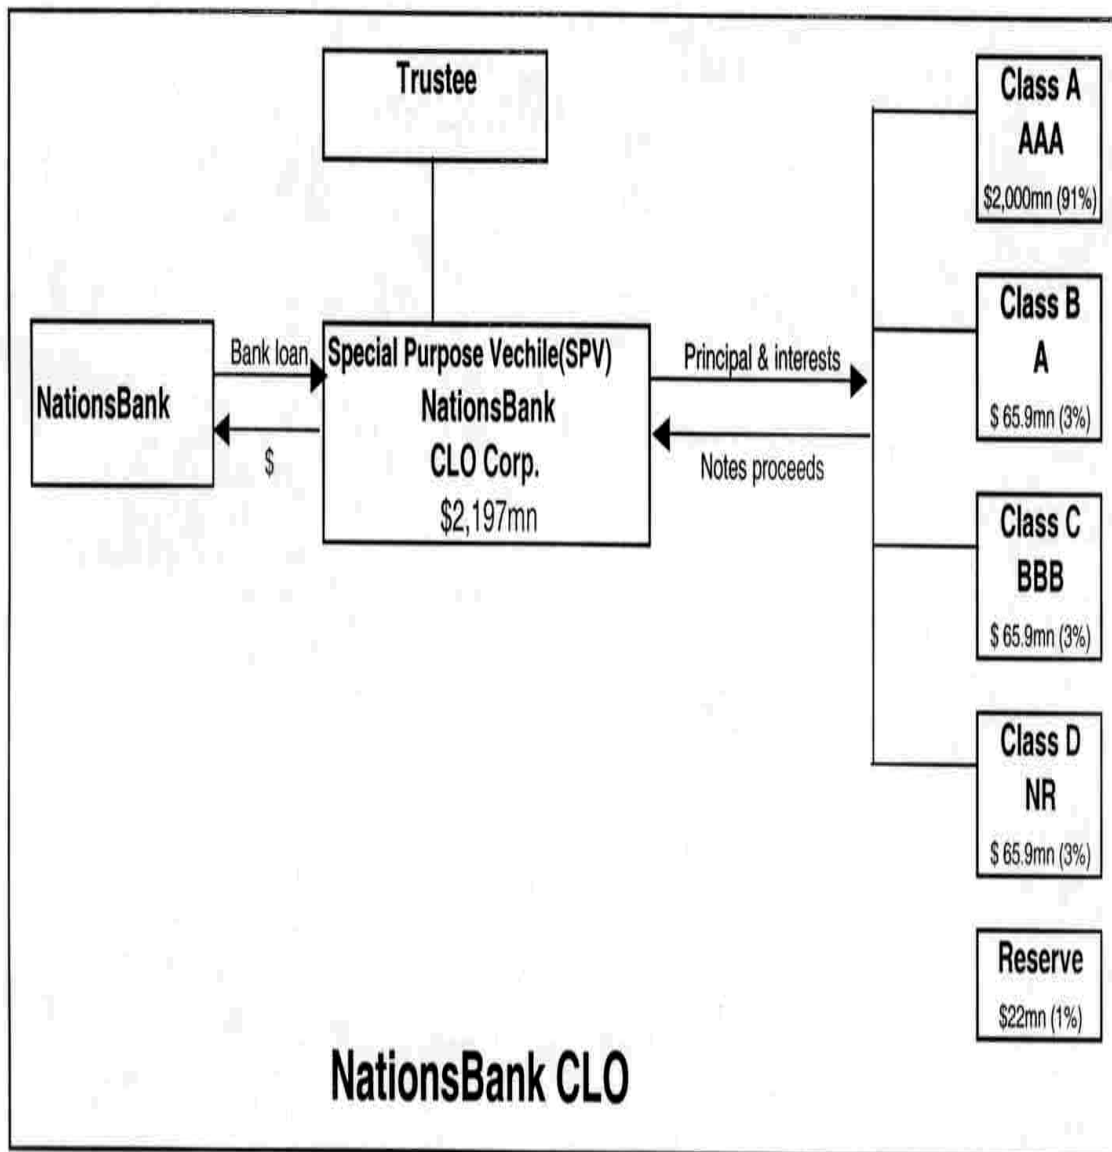 Trustee
Class A
AAA
$2,000mn (91%)
Class B
A
$ 65.9mn (3%)
NationsBank
Bank loan
$
Special Purpose Vechile(SPV)
NationsBank
CLO Corp.
$2,197mn
Principal & interests
Notes proceeds
Class C
BBB
$ 65.9mn (3%)
Class D
NR
$ 65.9mn (3%)
Reserve
$22mn (1%)
NationsBank CLO